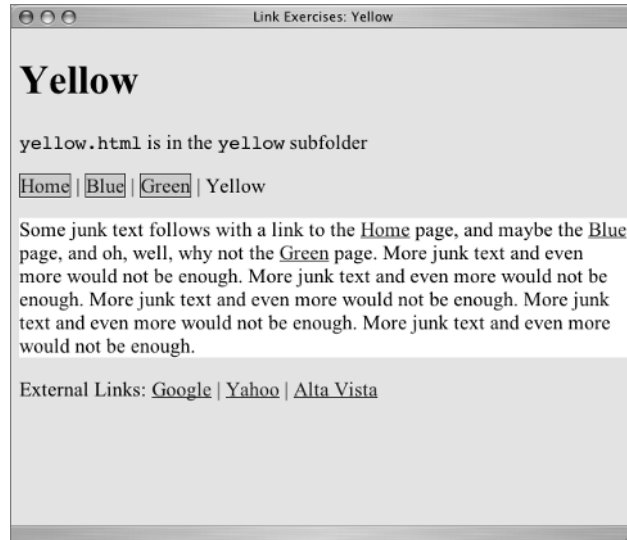 Link Exercises: Yellow
Yellow
yellow.html is in the yellow subfolder
Home | Blue | Green | Yellow
Some junk text follows with a link to the Home page, and maybe the Blue
page, and oh, well, why not the Green page. More junk text and even
more would not be enough. More junk text and even more would not be
enough. More junk text and even more would not be enough. More junk
text and even more would not be enough. More junk text and even more
would not be enough.
External Links: Google | Yahoo | Alta Vista